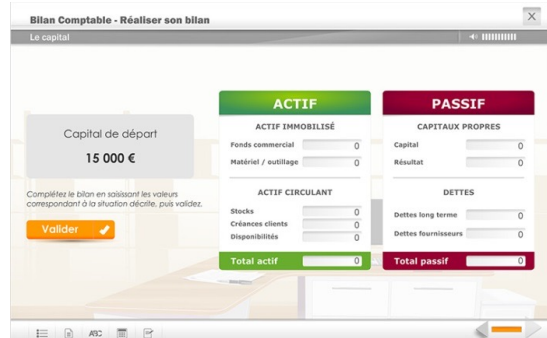 Bilan Comptable - Réaliser son bilan
X
Le capital
Capital de départ
15 000 €
Complétez le bilan en saisissant les valeurs
correspondant à la situation décrite, puis validez.
Valider
ACTIF
ACTIF IMMOBILISÉ
Fonds commercial 0
Matériel / outillage 0
ACTIF CIRCULANT
Stocks 0
Créances clients 0
Disponibilités 0
Total actif 0
PASSIF
CAPITAUX PROPRES
Capital 0
Résultat 0
DETTES
Dettes long terme 0
Dettes fournisseurs 0
Total passif 0